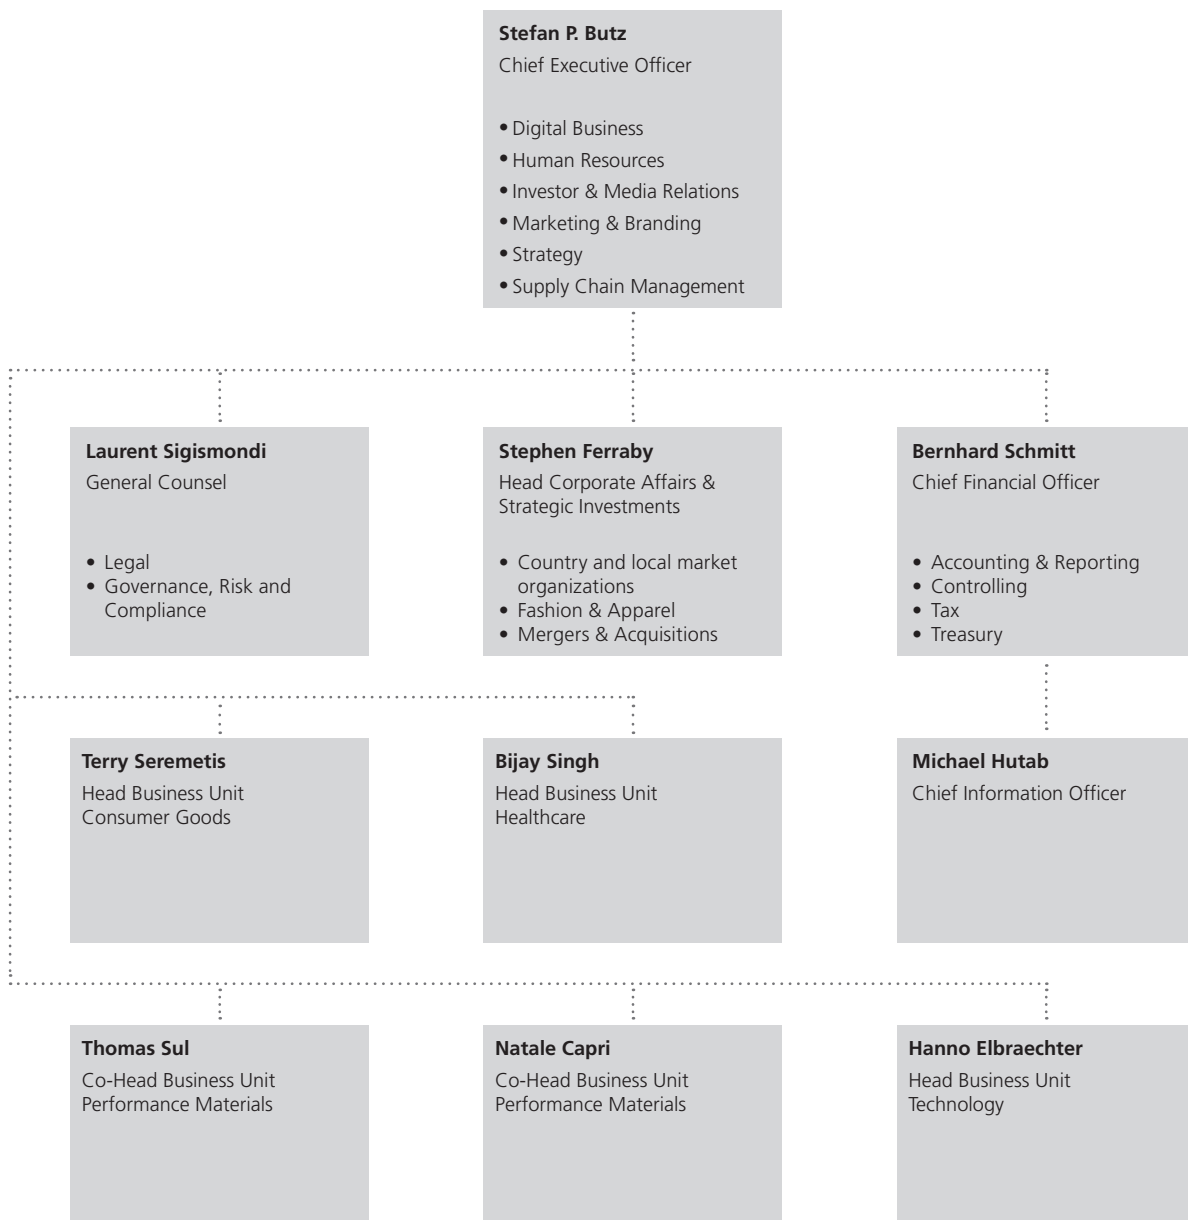 Stefan P. Butz
Chief Executive Officer
• Digital Business
• Human Resources
• Investor & Media Relations
• Marketing & Branding
• Strategy
• Supply Chain Management
Laurent Sigismondi
General Counsel
• Legal
• Governance, Risk and
Compliance
Stephen Ferraby
Head Corporate Affairs &
Strategic Investments
• Country and local market
organizations
• Fashion & Apparel
• Mergers & Acquisitions
Bernhard Schmitt
Chief Financial Officer
• Accounting & Reporting
• Controlling
• Tax
• Treasury
Terry Seremetis
Head Business Unit
Consumer Goods
Bijay Singh
Head Business Unit
Healthcare
Michael Hutab
Chief Information Officer
Thomas Sul
Co-Head Business Unit
Performance Materials
Natale Capri
Co-Head Business Unit
Performance Materials
Hanno Elbraechter
Head Business Unit
Technology